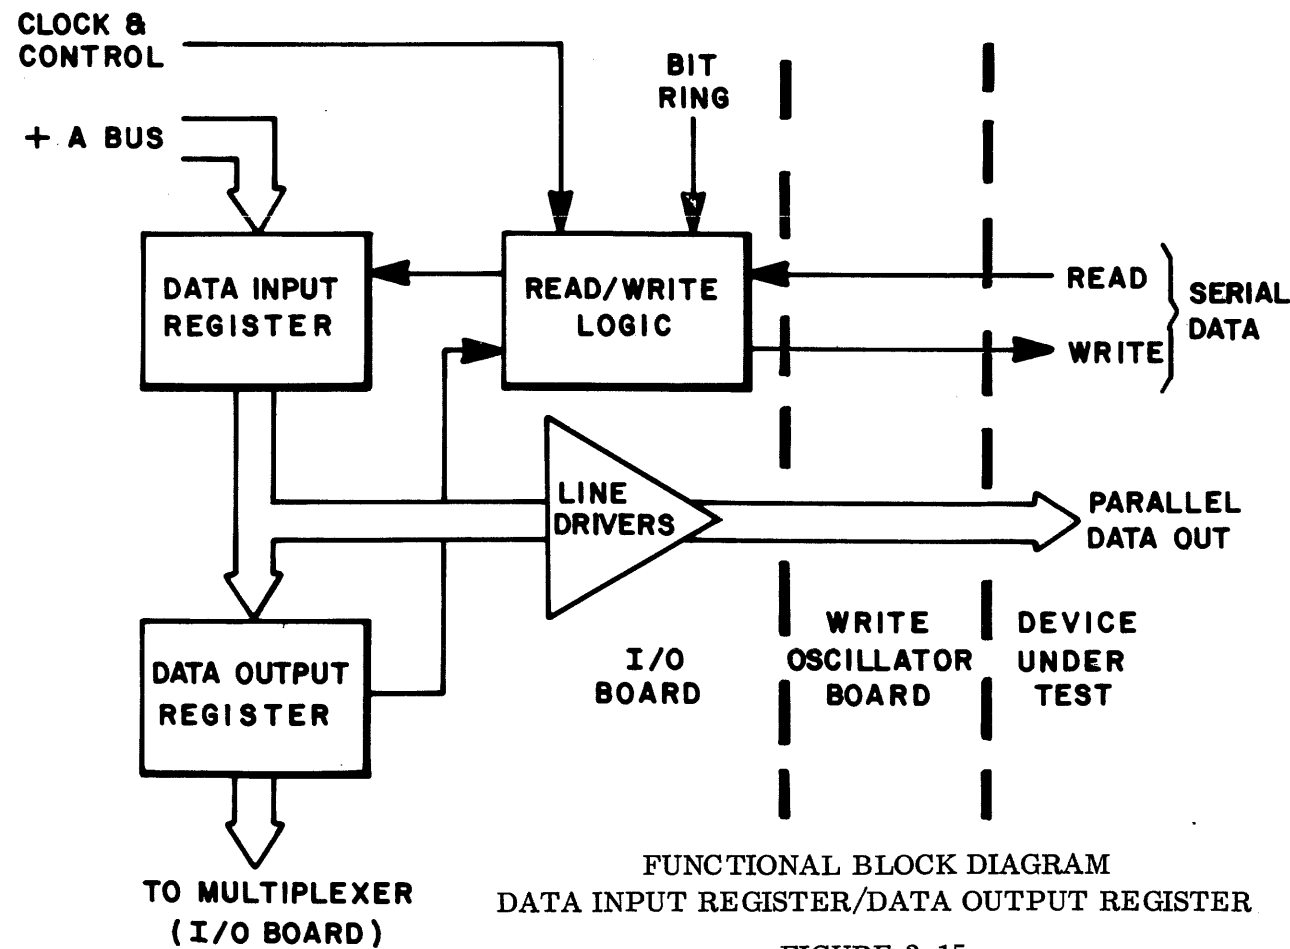 CLOCK &
CONTROL
+ A BUS
BIT
RING
DATA INPUT
REGISTER
READ/WRITE
LOGIC
READ
WRITE
SERIAL
DATA
LINE
DRIVERS
PARALLEL
DATA OUT
DATA OUTPUT
REGISTER
I/O
BOARD
WRITE
OSCILLATOR
BOARD
DEVICE
UNDER
TEST
TO MULTIPLEXER
(I/O BOARD)
FUNCTIONAL BLOCK DIAGRAM
DATA INPUT REGISTER/DATA OUTPUT REGISTER